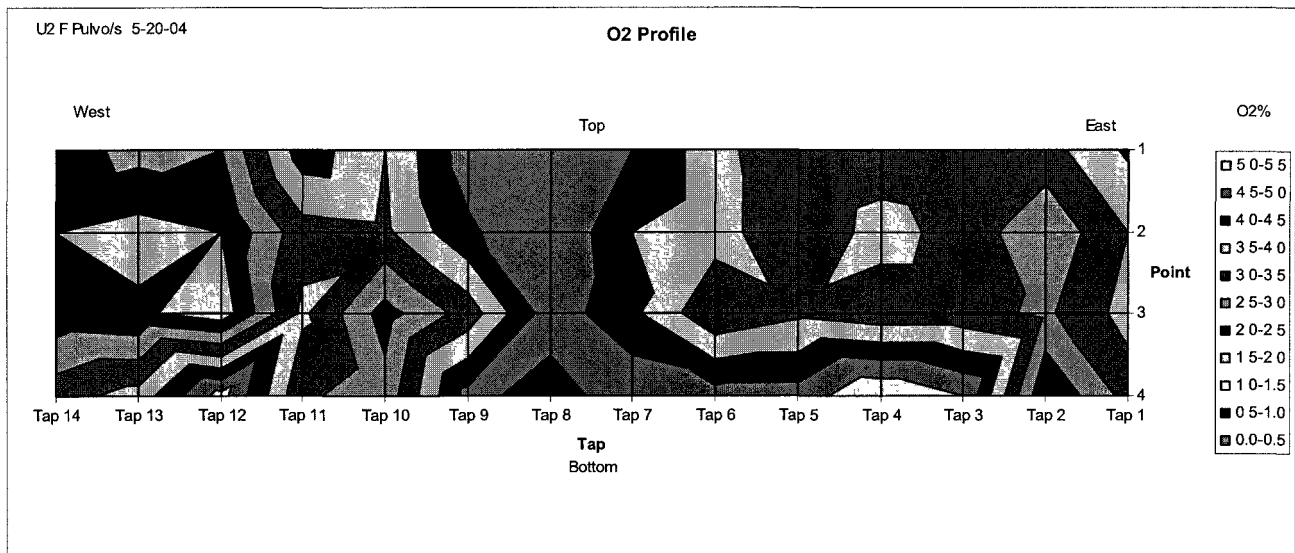 U2 F Pulvo/s 5-20-04
O2 Profile
West
Top
East
O2%
1
2
3
4
Point
5 0-5 5
4 5-5 0
4 0-4 5
3 5-4 0
3 0-3 5
2 5-3 0
2 0-2 5
1 5-2 0
1 0-1.5
0 5-1.0
0.0-0.5
Tap 14 Tap 13 Tap 12 Tap 11 Tap 10 Tap 9 Tap 8 Tap 7 Tap 6 Tap 5 Tap 4 Tap 3 Tap 2 Tap 1
Tap
Bottom